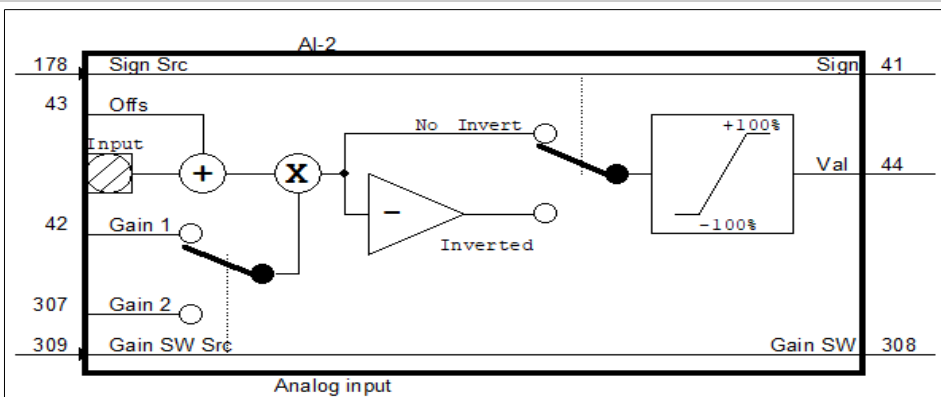 AI-2
178 Sign Src Sign 41
43 Offs
Input No Invert +100%
+ X Val 44
42 Gain 1 − -100%
Inverted
307 Gain 2
309 Gain SW Src Gain SW 308
Analog input